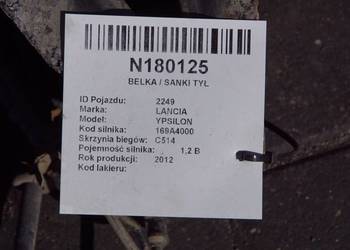 N180125
BELKA / SANKI TYŁ
ID Pojazdu: 2249
Marka: LANCIA
Model: YPSILON
Kod silnika: 169A4000
Skrzynia biegów: C514
Pojemność silnika: . 1.2 B
Rok produkcji: 2012
Kod lakieru: